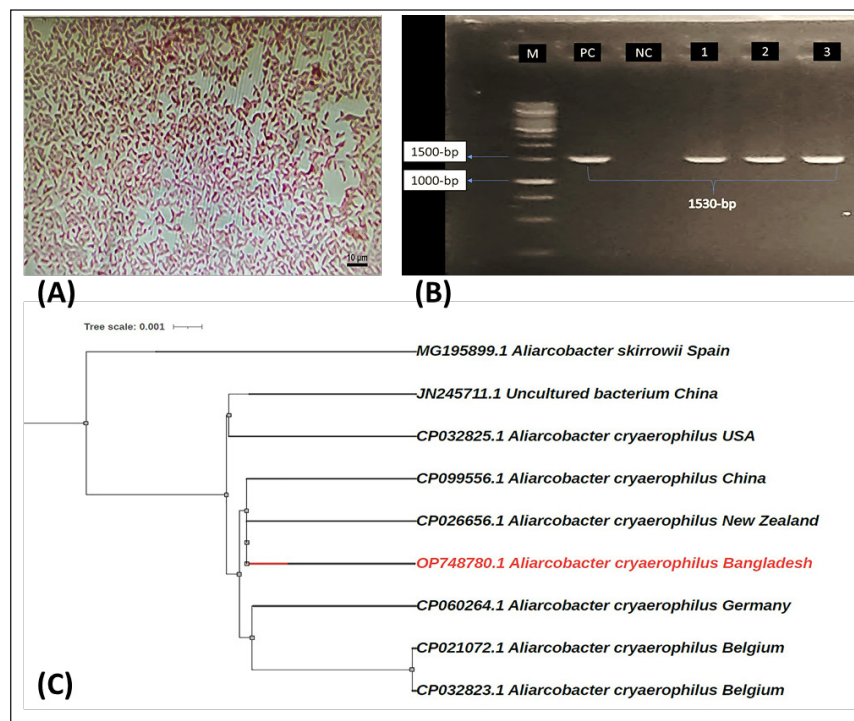 10 µm
(A)
M PC NC 1 2 3
1500-bp
1000-bp
1530-bp
(B)
Tree scale: 0.001
MG195899.1 Aliarcobacter skirrowii Spain
JN245711.1 Uncultured bacterium China
CP032825.1 Aliarcobacter cryaerophilus USA
CP099556.1 Aliarcobacter cryaerophilus China
CP026656.1 Aliarcobacter cryaerophilus New Zealand
OP748780.1 Aliarcobacter cryaerophilus Bangladesh
CP060264.1 Aliarcobacter cryaerophilus Germany
CP021072.1 Aliarcobacter cryaerophilus Belgium
CP032823.1 Aliarcobacter cryaerophilus Belgium
(C)